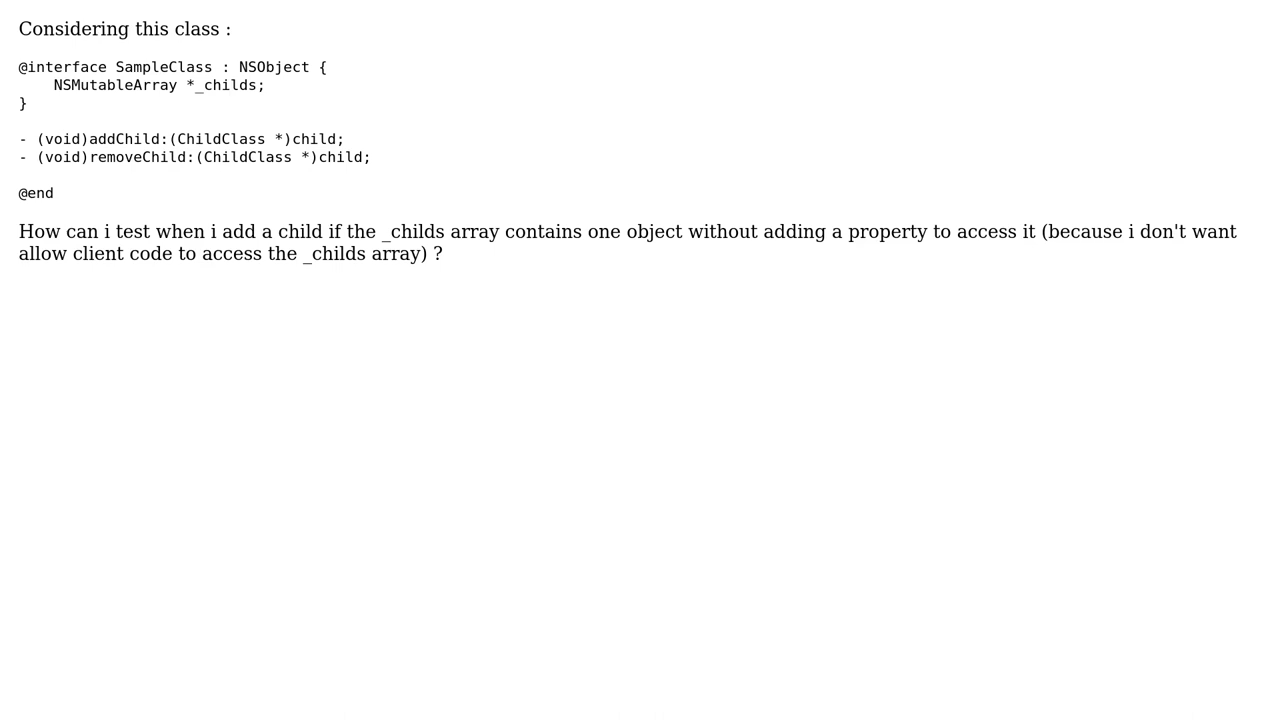 Considering this class :
@interface SampleClass : NSObject {
    NSMutableArray *_childs;
}
- (void)addChild:(ChildClass *)child;
- (void)removeChild:(ChildClass *)child;
@end
How can i test when i add a child if the _childs array contains one object without adding a property to access it (because i don't want
allow client code to access the _childs array) ?